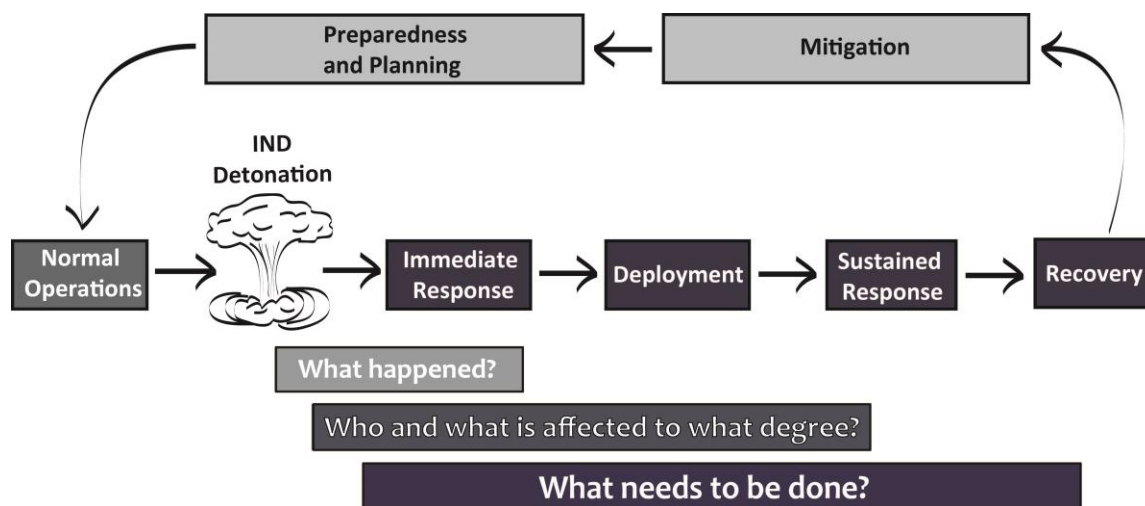 Preparedness
and Planning
Mitigation
IND
Detonation
Normal
Operations
Immediate
Response
Deployment
Sustained
Response
Recovery
What happened?
Who and what is affected to what degree?
What needs to be done?